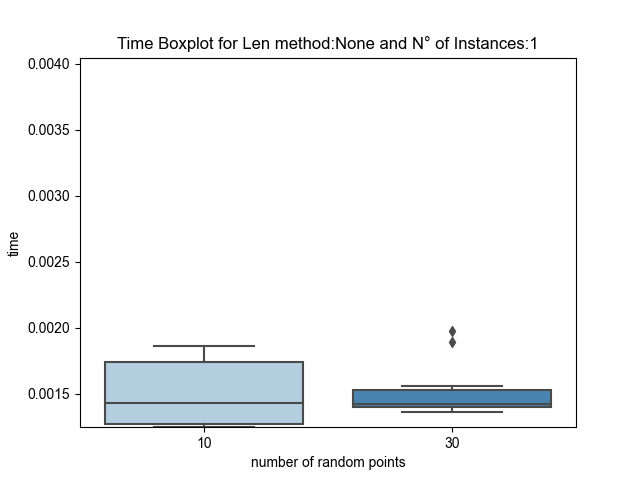 Time Boxplot for Len method:None and N° of Instances:1
0.0040
0.0035
0.0030
0.0025
0.0020
0.0015
time
10 30
number of random points